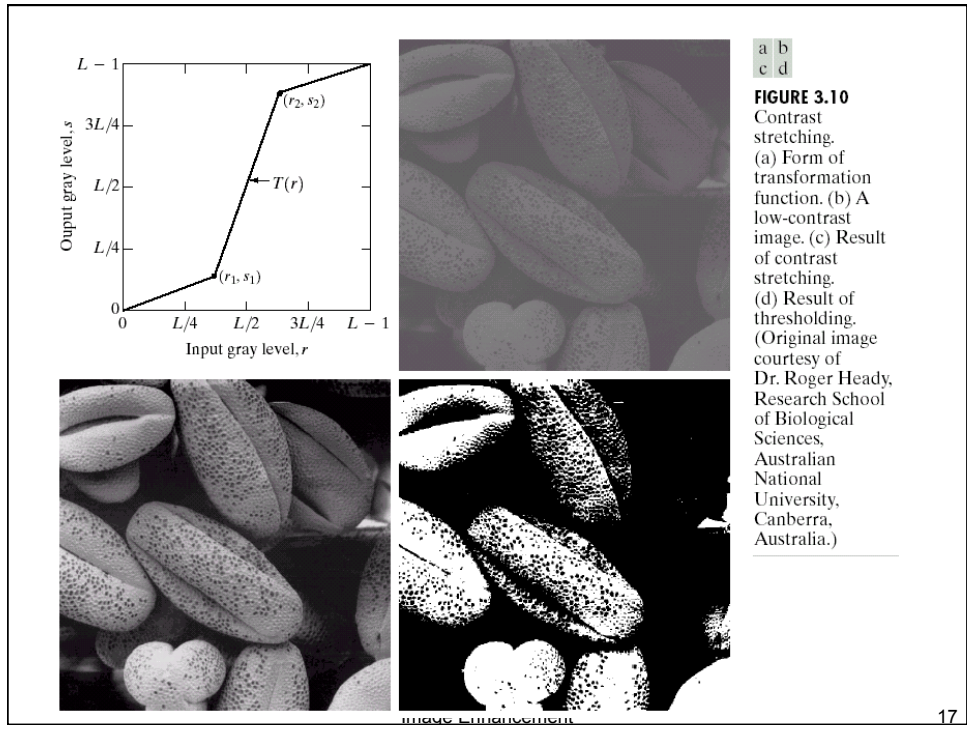 L − 1
3L/4
L/2
L/4
0
Ouput gray level, s
(r2, s2)
T(r)
(r1, s1)
0 L/4 L/2 3L/4 L − 1
Input gray level, r
a b
c d
FIGURE 3.10
Contrast
stretching.
(a) Form of
transformation
function. (b) A
low-contrast
image. (c) Result
of contrast
stretching.
(d) Result of
thresholding.
(Original image
courtesy of
Dr. Roger Heady,
Research School
of Biological
Sciences,
Australian
National
University,
Canberra,
Australia.)
Image Enhancement
17